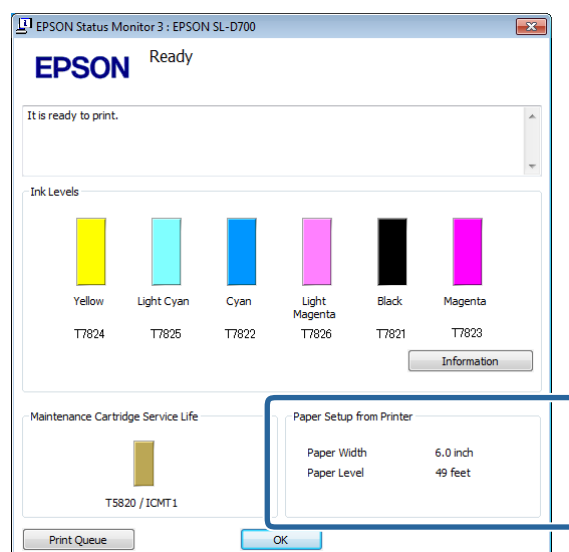 EPSON Status Monitor 3 : EPSON SL-D700
EPSON
Ready
It is ready to print.
Ink Levels
Yellow Light Cyan Cyan Light Magenta Black Magenta
T7824 T7825 T7822 T7826 T7821 T7823
Information
Maintenance Cartridge Service Life
T5820 / ICMT1
Paper Setup from Printer
Paper Width 6.0 inch
Paper Level 49 feet
Print Queue OK